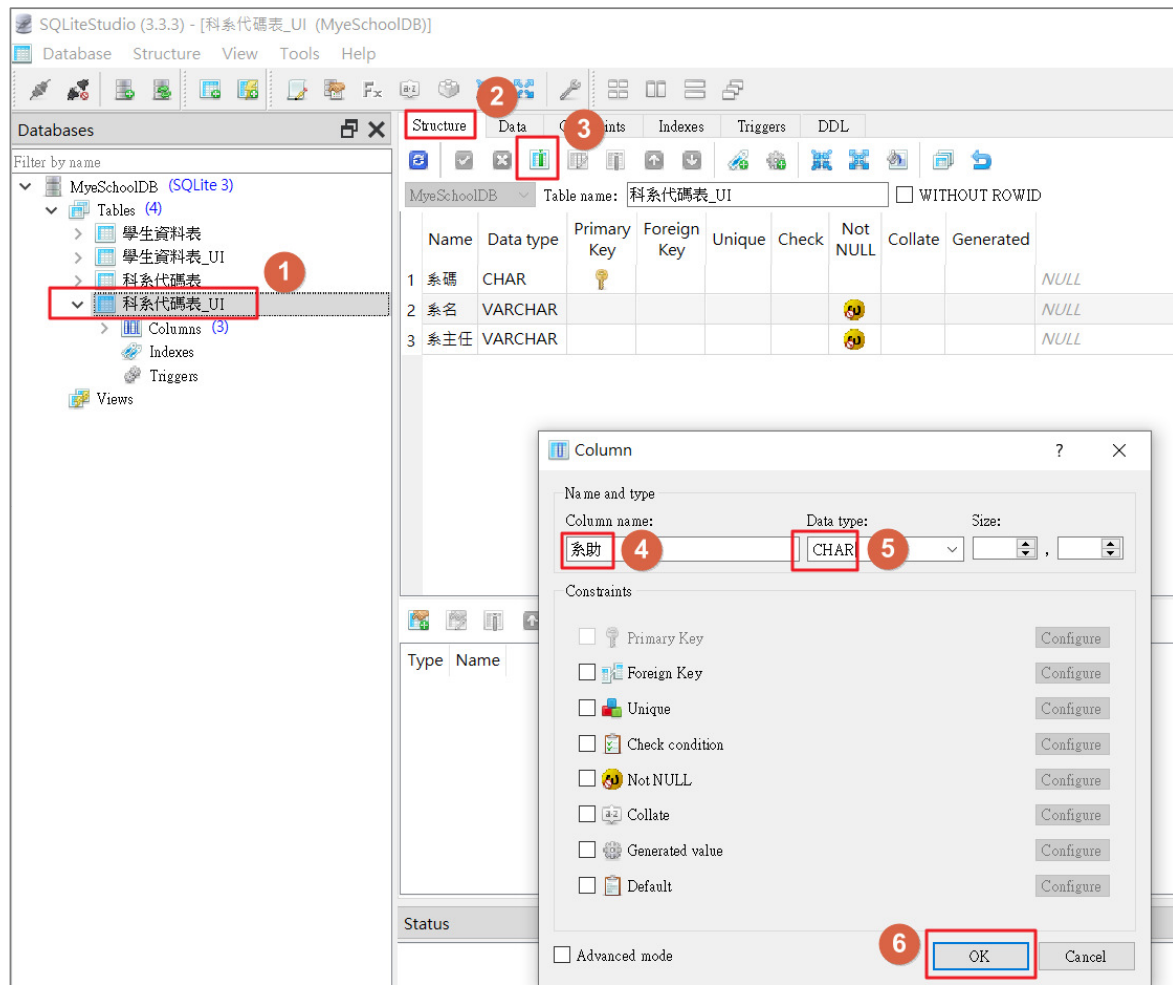 SQLiteStudio (3.3.3) - [科系代碼表_UI (MyeSchoolDB)]
Database Structure View Tools Help
2
Databases
Structure Data ints Indexes Triggers DDL
3
Filter by name
MyeSchoolDB (SQLite 3)
Tables (4)
學生資料表
學生資料表_UI
科系代碼表
1
科系代碼表_UI
Columns (3)
Indexes
Triggers
Views
MyeSchoolDB Table name: 科系代碼表_UI WITHOUT ROWID
Name Data type Primary Key Foreign Key Unique Check Not NULL Collate Generated
1 系碼 CHAR NULL
2 系名 VARCHAR NULL
3 系主任 VARCHAR NULL
Type Name
Status
Column ? 
Name and type
Column name: Data type: Size:
系助 4 CHAR 5 ,
Constraints
Primary Key Configure
Foreign Key Configure
Unique Configure
Check condition Configure
Not NULL Configure
Collate Configure
Generated value Configure
Default Configure
Advanced mode 6 OK Cancel